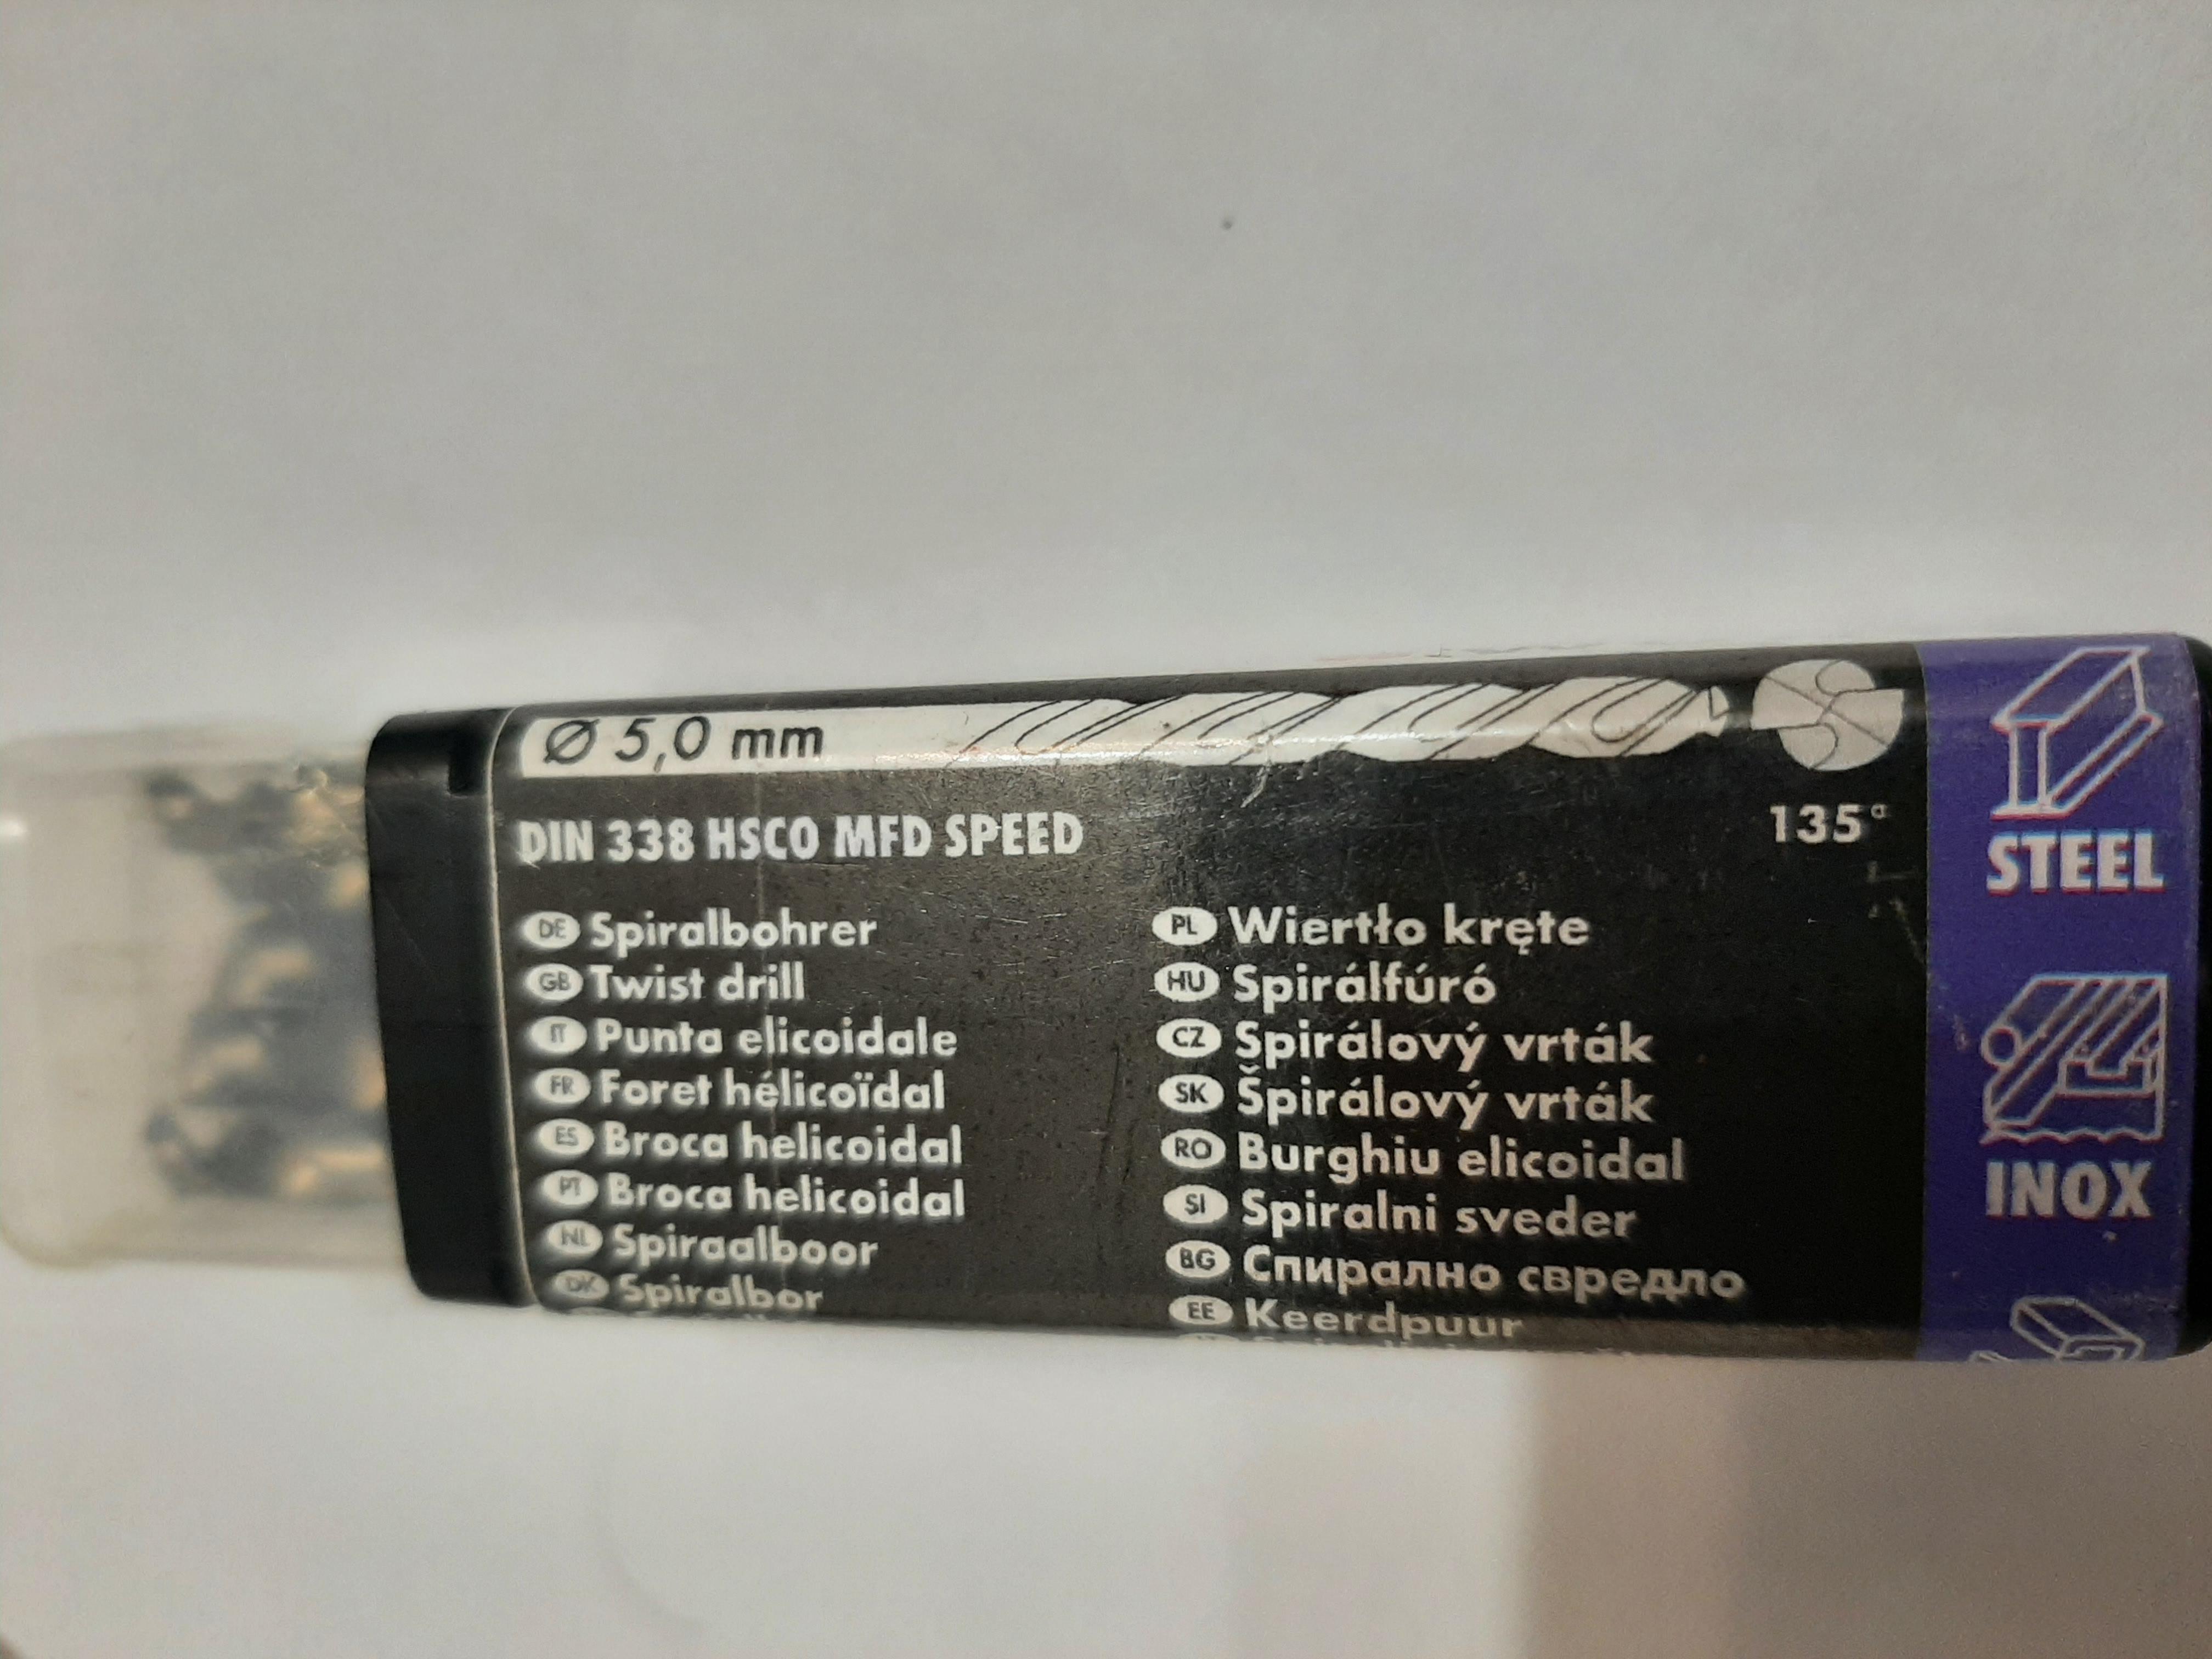 Ø 5,0 mm
DIN 338 HSCO MFD SPEED
135°
DE Spiralbohrer
GB Twist drill
IT Punta elicoidale
FR Foret hélicoïdal
ES Broca helicoidal
PT Broca helicoidal
NL Spiraalboor
DK Spiralbor
PL Wiertło kręte
HU Spirálfúró
CZ Spirálový vrták
SK Špirálový vrták
RO Burghiu elicoidal
SI Spiralni sveder
BG Спирално свредло
EE Keerdpuur
STEEL
INOX